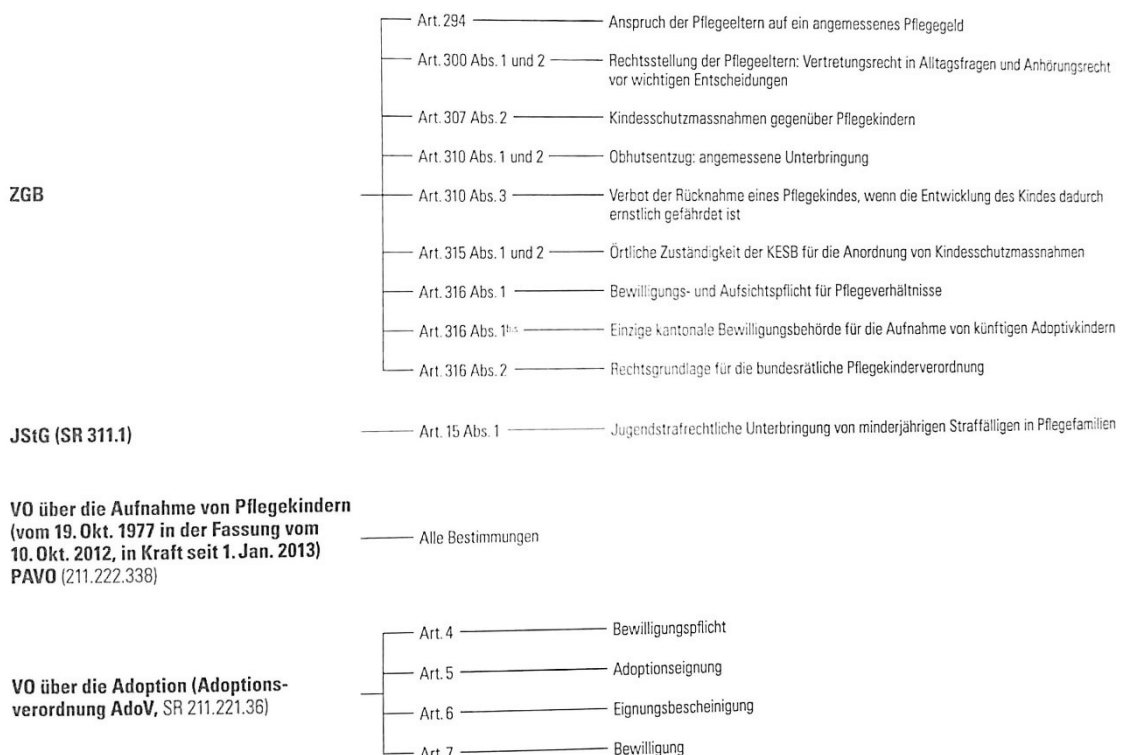 Art. 294 Anspruch der Pflegeeltern auf ein angemessenes Pflegegeld
Art. 300 Abs. 1 und 2 Rechtsstellung der Pflegeeltern: Vertretungsrecht in Alltagsfragen und Anhörungsrecht
vor wichtigen Entscheidungen
Art. 307 Abs. 2 Kindesschutzmassnahmen gegenüber Pflegekindern
Art. 310 Abs. 1 und 2 Obhutsentzug: angemessene Unterbringung
ZGB
Art. 310 Abs. 3 Verbot der Rücknahme eines Pflegekindes, wenn die Entwicklung des Kindes dadurch
ernstlich gefährdet ist
Art. 315 Abs. 1 und 2 Örtliche Zuständigkeit der KESB für die Anordnung von Kindesschutzmassnahmen
Art. 316 Abs. 1 Bewilligungs- und Aufsichtspflicht für Pflegeverhältnisse
Art. 316 Abs. 1bis Einzige kantonale Bewilligungsbehörde für die Aufnahme von künftigen Adoptivkindern
Art. 316 Abs. 2 Rechtsgrundlage für die bundesrätliche Pflegekinderverordnung
JStG (SR 311.1) Art. 15 Abs. 1 Jugendstrafrechtliche Unterbringung von minderjährigen Straffälligen in Pflegefamilien
VO über die Aufnahme von Pflegekindern
(vom 19. Okt. 1977 in der Fassung vom
10. Okt. 2012, in Kraft seit 1. Jan. 2013)
PAVO (211.222.338)
Alle Bestimmungen
VO über die Adoption (Adoptions-
verordnung AdoV, SR 211.221.36)
Art. 4 Bewilligungspflicht
Art. 5 Adoptionseignung
Art. 6 Eignungsbescheinigung
Art. 7 Bewilligung